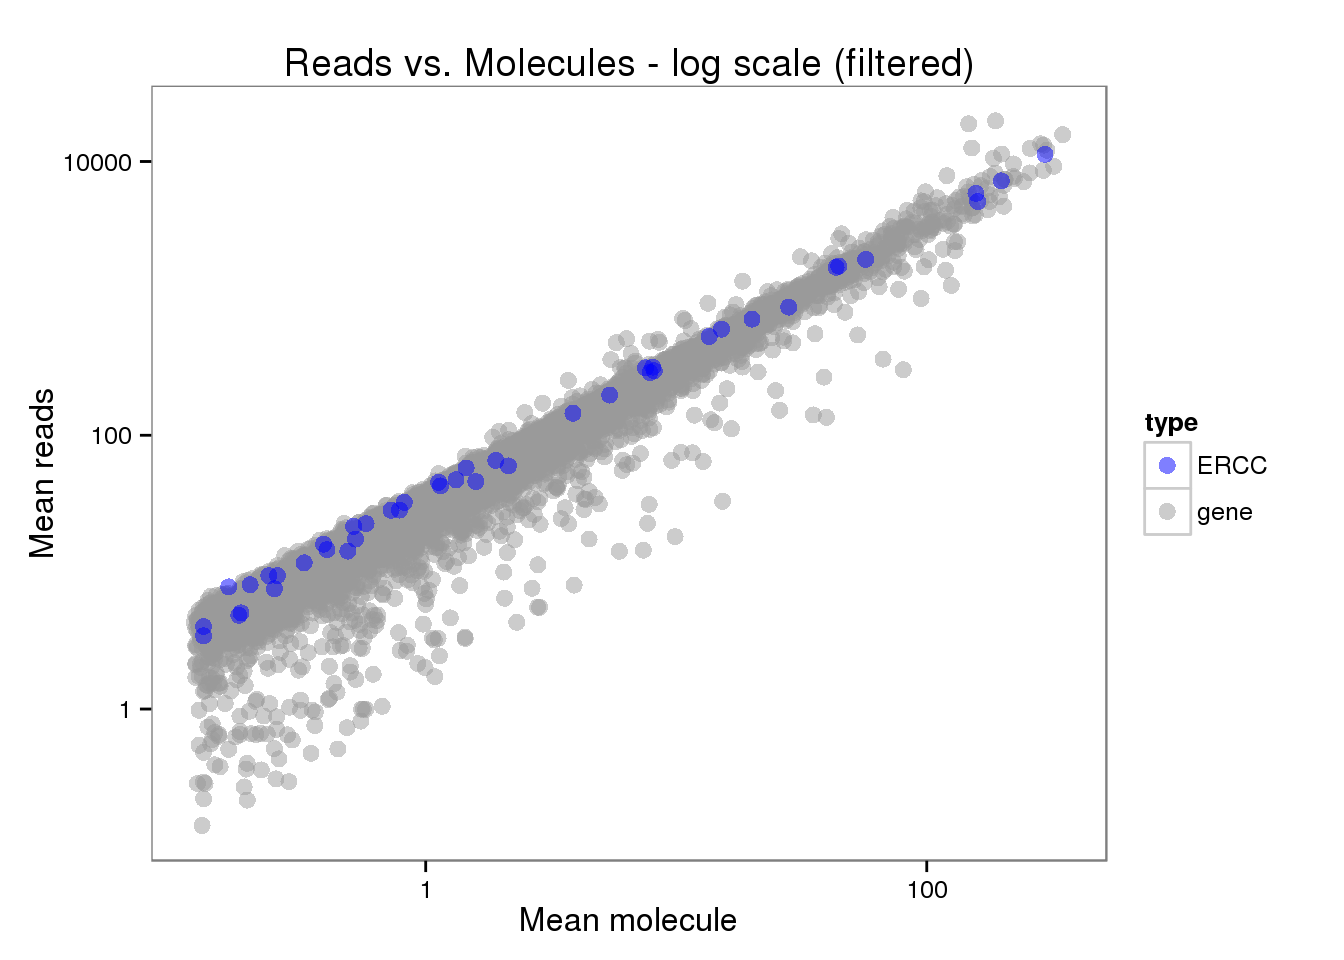 Reads vs. Molecules - log scale (filtered)
10000
100
1
Mean reads
1
100
Mean molecule
type
ERCC
gene